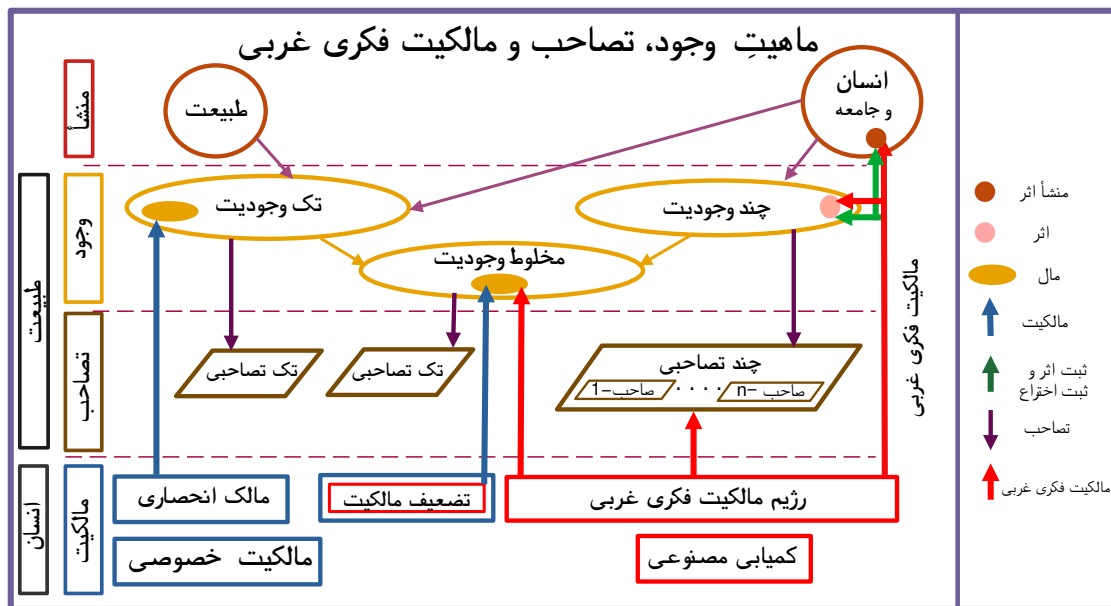 ماهیتِ وجود، تصاحب و مالکیت فکری غربی
منشأ
طبیعت
انسان
و جامعه
طبیعت
وجود
تک وجودیت
چند وجودیت
مخلوط وجودیت
مالکیت فکری غربی
تصاحب
تک تصاحبی
تک تصاحبی
چند تصاحبی
صاحب-1
....
صاحب -n
انسان
مالکیت
مالک انحصاری
تضعیف مالکیت
رژیم مالکیت فکری غربی
مالکیت خصوصی
کمیابی مصنوعی
منشأ اثر
اثر
مال
مالکیت
ثبت اثر و
ثبت اختراع
تصاحب
مالکیت فکری غربی